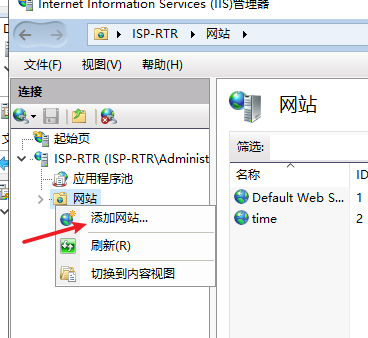 Internet Information Services (IIS)管理器
ISP-RTR 网站
文件(F) 视图(V) 帮助(H)
连接
起始页
ISP-RTR (ISP-RTR\Administ
应用程序池
网站
添加网站...
刷新(R)
切换到内容视图
网站
筛选:
名称 ID
Default Web S... 1
time 2